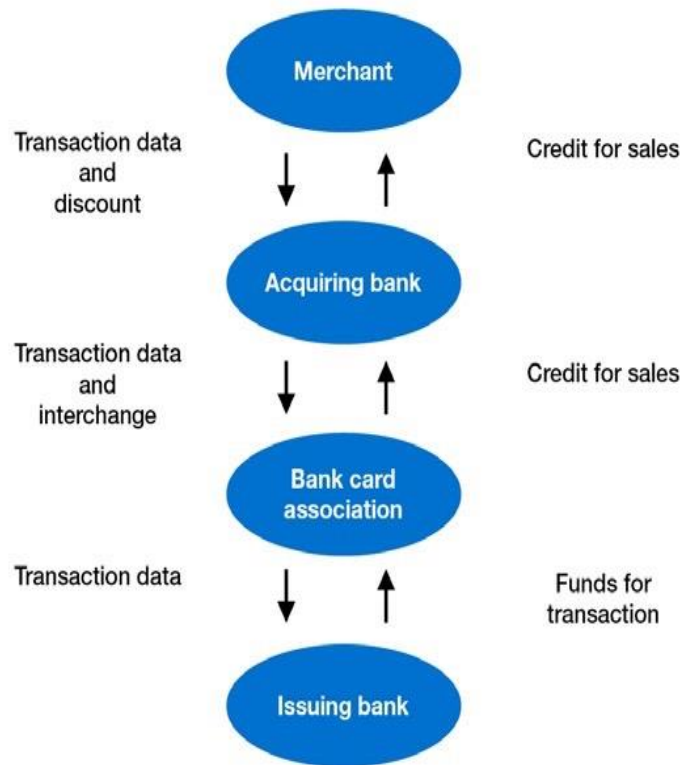 Merchant
Transaction data
and
discount
Credit for sales
Acquiring bank
Transaction data
and
interchange
Credit for sales
Bank card
association
Transaction data
Funds for
transaction
Issuing bank